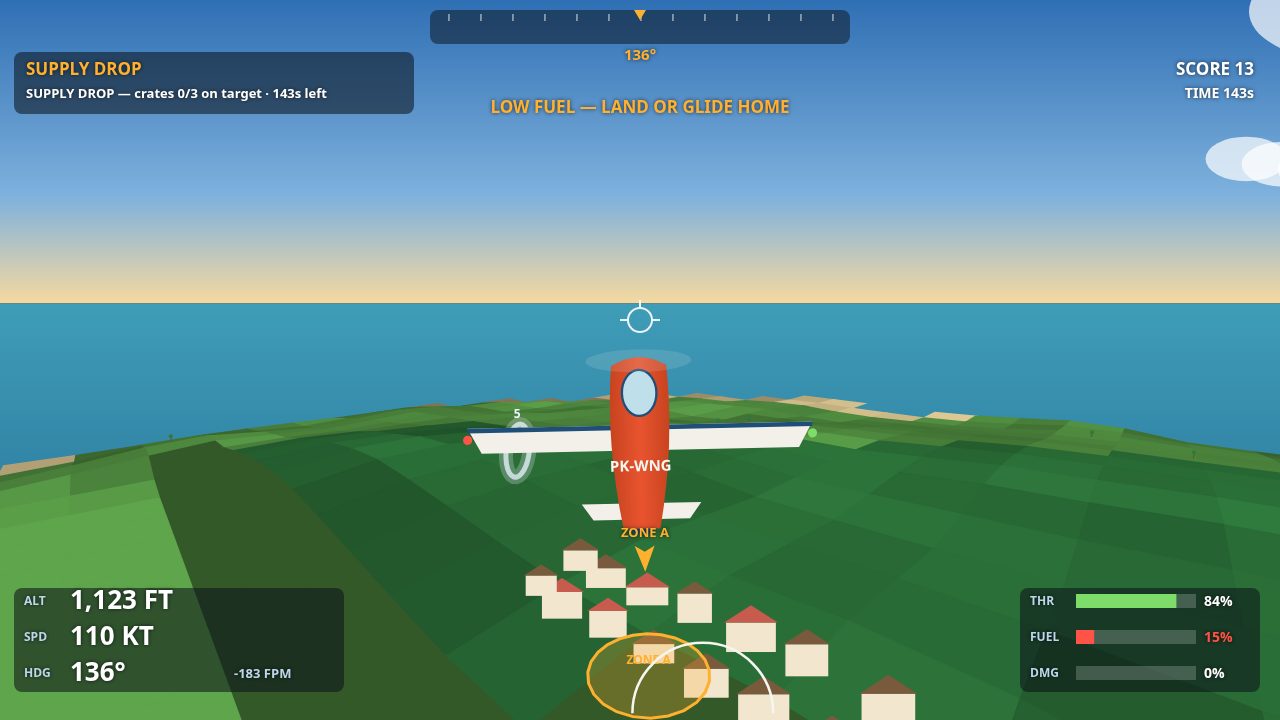 136°
SUPPLY DROP
SUPPLY DROP — crates 0/3 on target · 143s left
SCORE 13
TIME 143s
LOW FUEL — LAND OR GLIDE HOME
5
PK-WNG
ZONE A
ZONE A
ALT 1,123 FT
SPD 110 KT
HDG 136° -183 FPM
THR 84%
FUEL 15%
DMG 0%